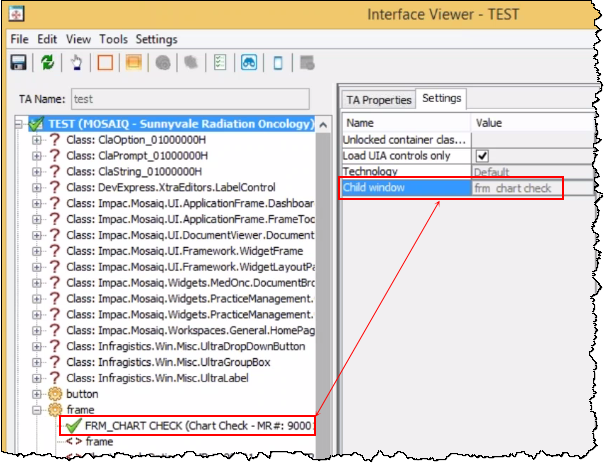 Interface Viewer - TEST
File Edit View Tools Settings
TA Name: test
TEST (MOSAIQ - Sunnyvale Radiation Oncology)
Class: ClaOption_01000000H
Class: ClaPrompt_01000000H
Class: ClaString_01000000H
Class: DevExpress.XtraEditors.LabelControl
Class: Impac.Mosaiq.UI.ApplicationFrame.Dashboar
Class: Impac.Mosaiq.UI.ApplicationFrame.FrameToo
Class: Impac.Mosaiq.UI.DocumentViewer.Document
Class: Impac.Mosaiq.UI.Framework.WidgetFrame
Class: Impac.Mosaiq.UI.Framework.WidgetLayoutPa
Class: Impac.Mosaiq.Widgets.MedOnc.DocumentBro
Class: Impac.Mosaiq.Widgets.PracticeManagement.
Class: Impac.Mosaiq.Widgets.PracticeManagement.
Class: Impac.Mosaiq.Workspaces.General.HomePag
Class: Infragistics.Win.Misc.UltraDropDownButton
Class: Infragistics.Win.Misc.UltraGroupBox
Class: Infragistics.Win.Misc.UltraLabel
button
frame
FRM_CHART CHECK (Chart Check - MR#: 9000
<> frame
TA Properties Settings
Name Value
Unlocked container clas...
Load UIA controls only
Technology Default
Child window frm_chart check